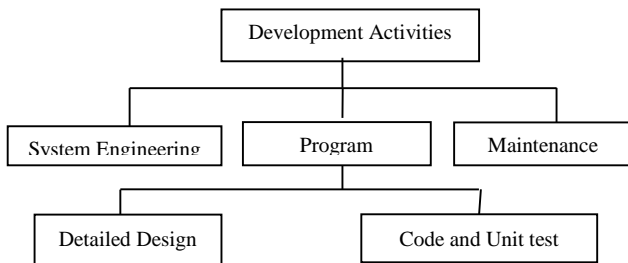 Development Activities
System Engineering
Program
Maintenance
Detailed Design
Code and Unit test